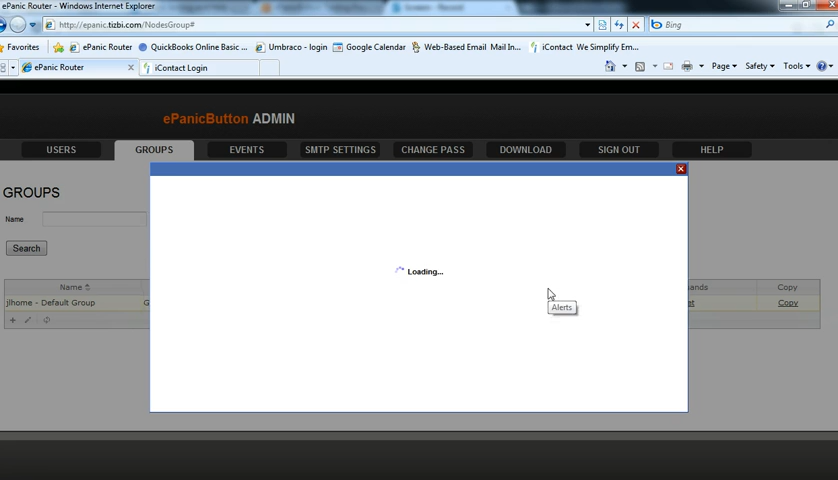 ePanic Router - Windows Internet Explorer
http://epanic.tizbi.com/NodesGroup#
Bing
Favorites
ePanic Router
QuickBooks Online Basic ...
Umbraco - login
Google Calendar
Web-Based Email Mail In...
iContact We Simplify Em...
ePanic Router
iContact Login
Page
Safety
Tools
ePanicButton ADMIN
USERS
GROUPS
EVENTS
SMTP SETTINGS
CHANGE PASS
DOWNLOAD
SIGN OUT
HELP
GROUPS
Name
Search
Loading...
Alerts
Name
Copy
jlhome - Default Group
Copy